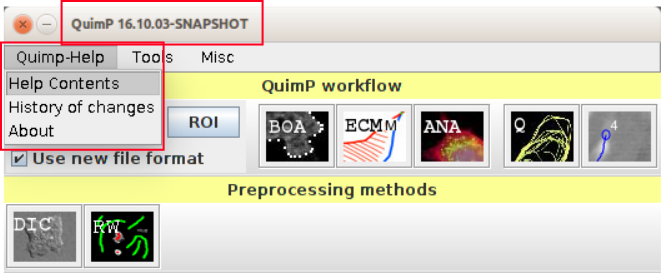 QuimP 16.10.03-SNAPSHOT
Quimp-Help Tools Misc
Help Contents
History of changes
About
QuimP workflow
ROI
Use new file format
BOA
ECMM
ANA
Q
4
Preprocessing methods
DIC
RW